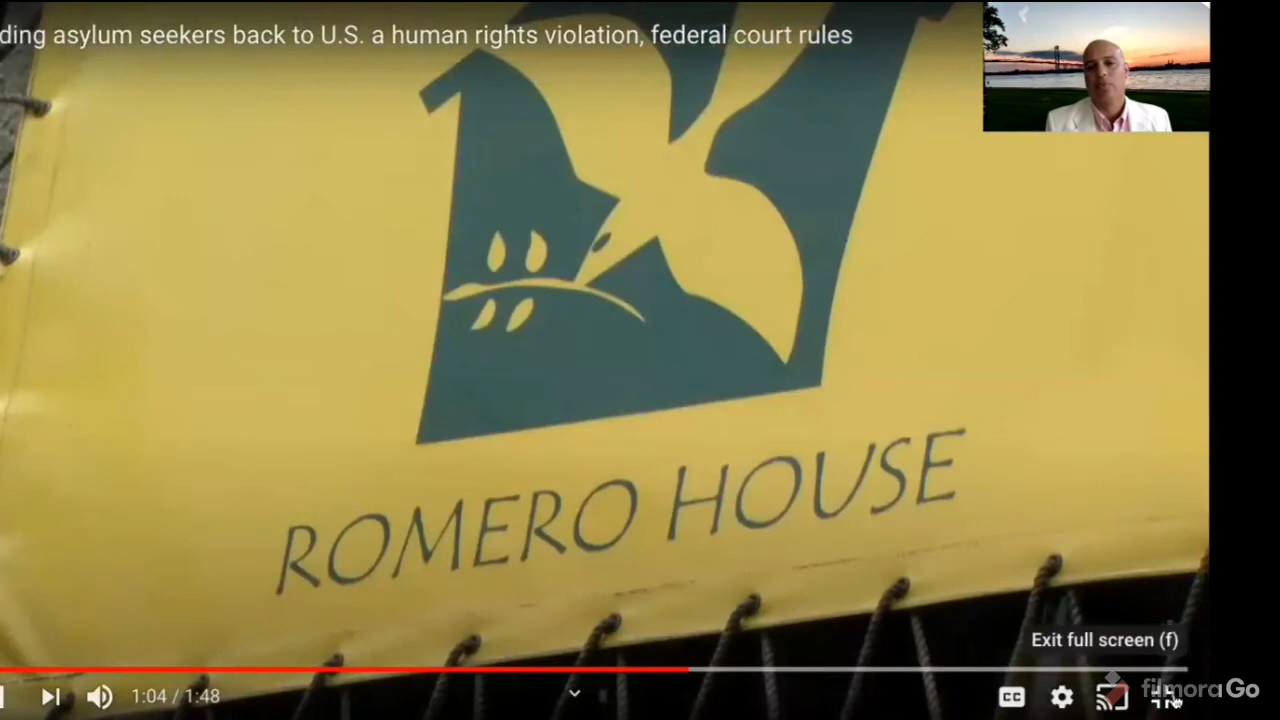 ding asylum seekers back to U.S. a human rights violation, federal court rules
ROMERO HOUSE
Exit full screen (f)
1:04 / 1:48
CC
filmoraGo